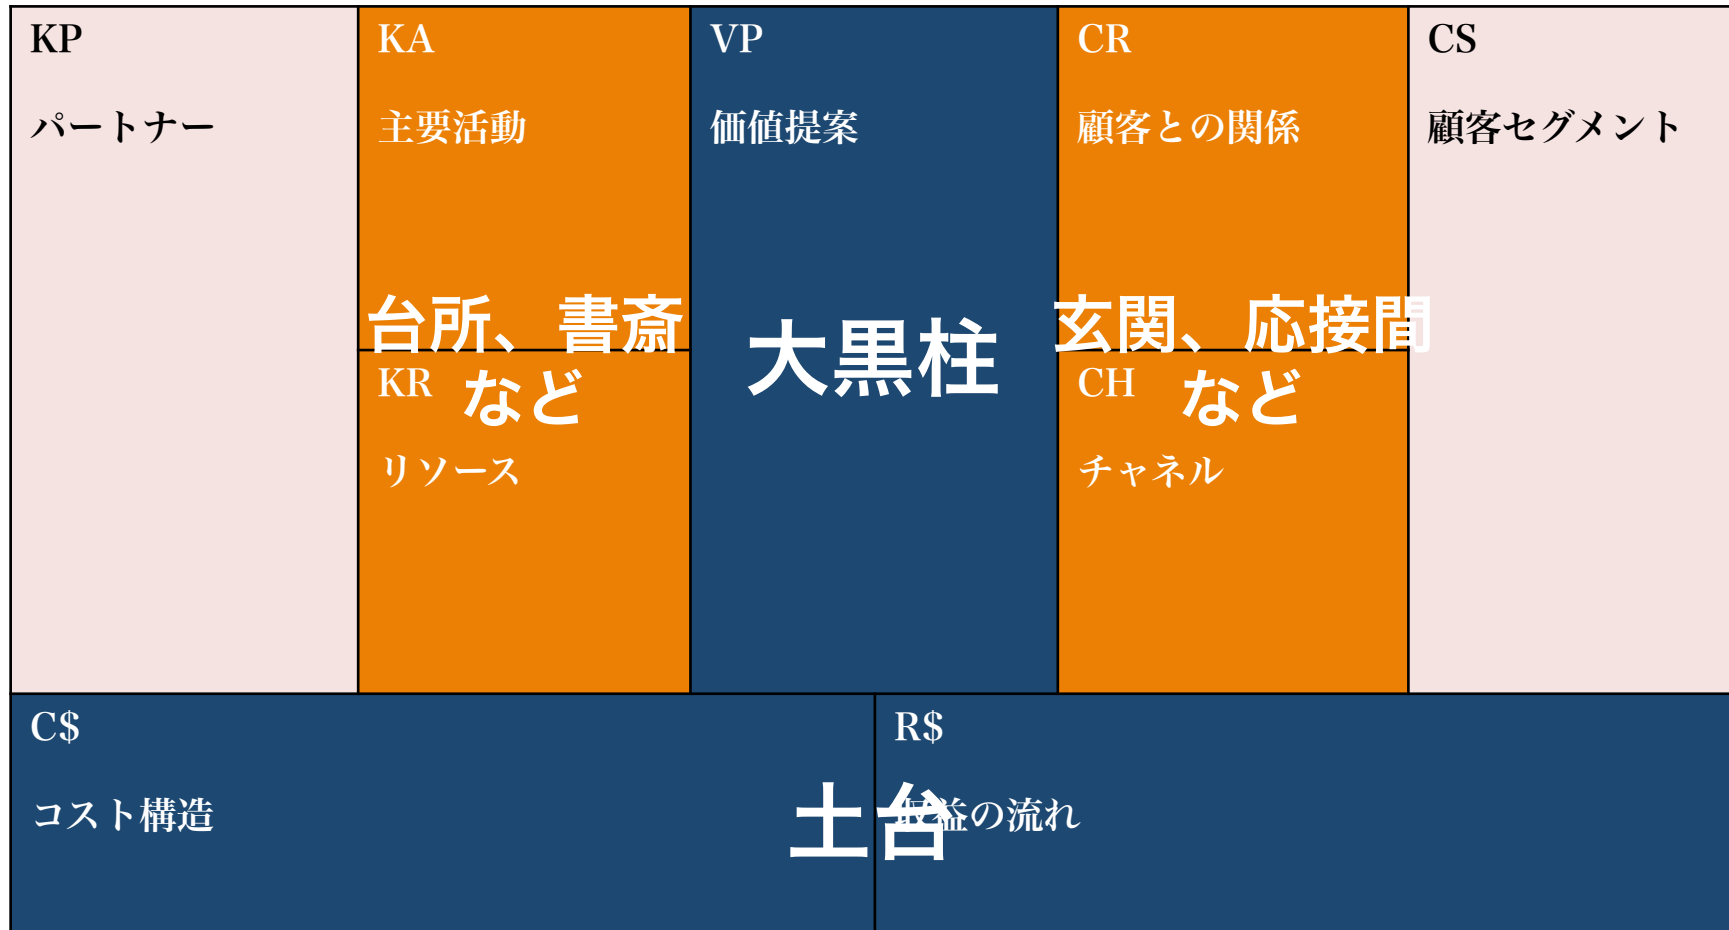 KP
パートナー
KA
主要活動
台所、書斎
など
KR
リソース
VP
価値提案
大黒柱
CR
顧客との関係
玄関、応接間
など
CH
チャネル
CS
顧客セグメント
C$
コスト構造
土台
R$
収益の流れ